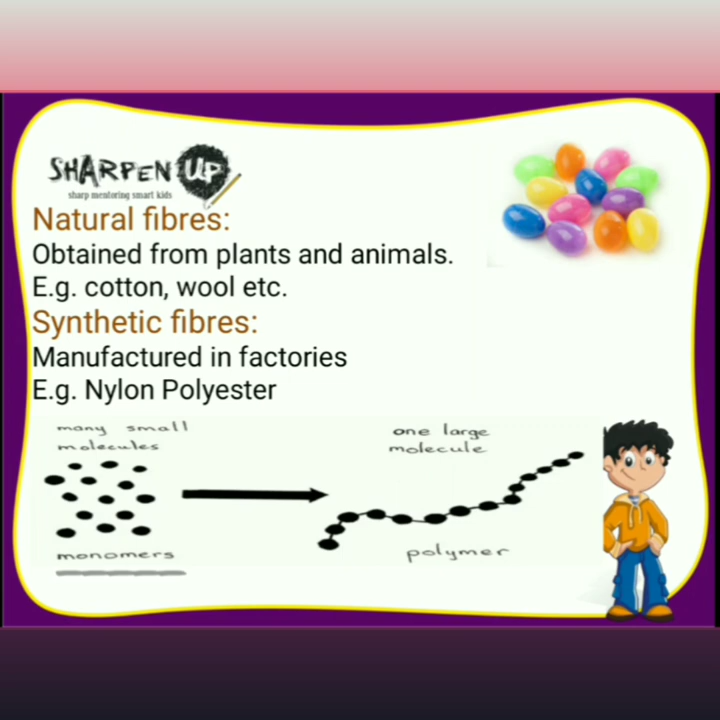 SHARPEN UP
sharp mentoring smart kids
Natural fibres:
Obtained from plants and animals.
E.g. cotton, wool etc.
Synthetic fibres:
Manufactured in factories
E.g. Nylon Polyester
many small
molecules
one large
molecule
monomers
polymer